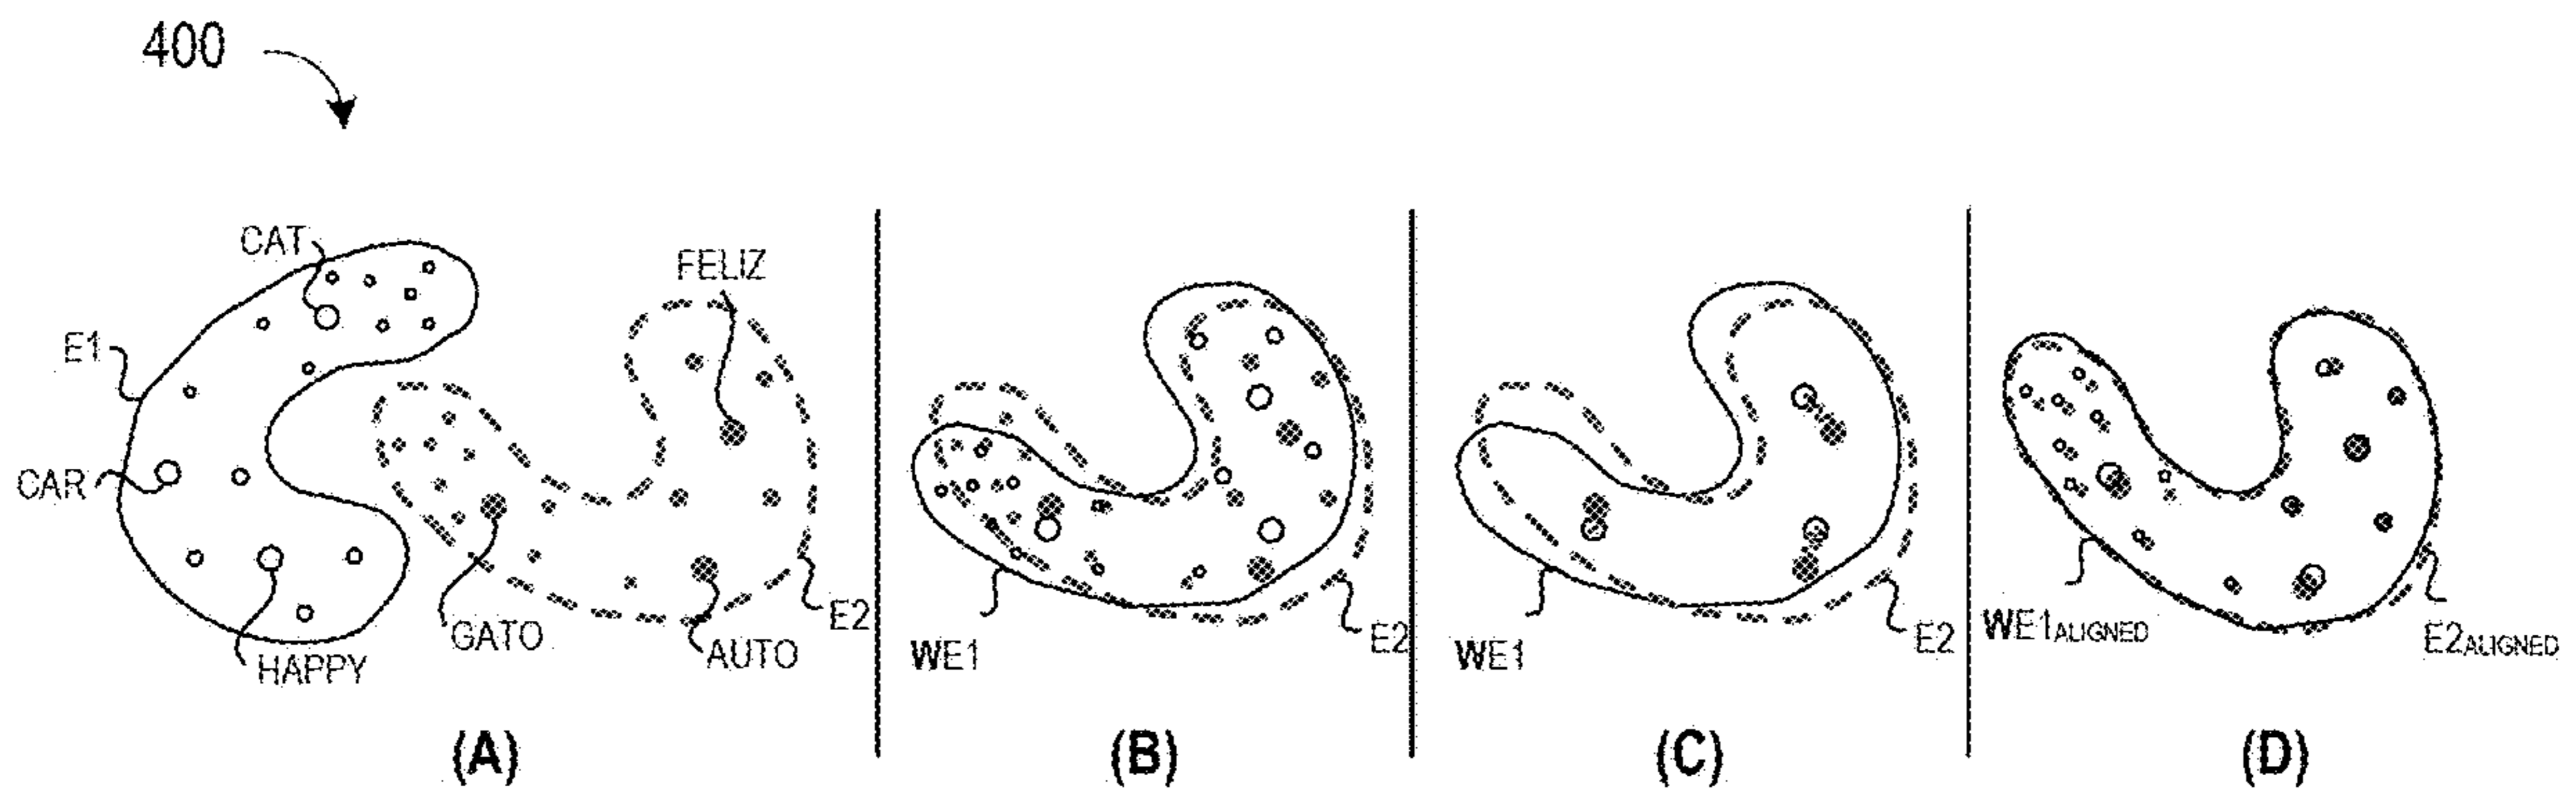 400
CAT
FELIZ
E1
CAR
HAPPY
GATO
AUTO
E2
WE1
E2
WE1
E2
WE1ALIGNED
E2ALIGNED
(A)
(B)
(C)
(D)